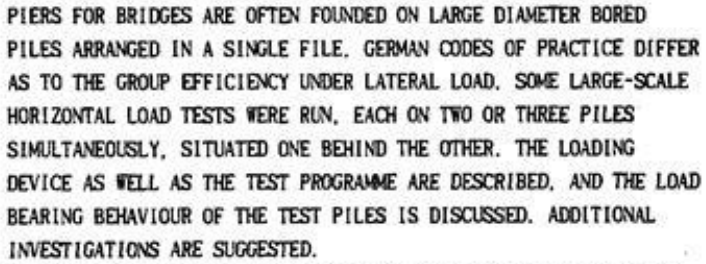 PIERS FOR BRIDGES ARE OFTEN FOUNDED ON LARGE DIAMETER BORED
PILES ARRANGED IN A SINGLE FILE. GERMAN CODES OF PRACTICE DIFFER
AS TO THE GROUP EFFICIENCY UNDER LATERAL LOAD. SOME LARGE-SCALE
HORIZONTAL LOAD TESTS WERE RUN, EACH ON TWO OR THREE PILES
SIMULTANEOUSLY, SITUATED ONE BEHIND THE OTHER. THE LOADING
DEVICE AS WELL AS THE TEST PROGRAMME ARE DESCRIBED, AND THE LOAD
BEARING BEHAVIOUR OF THE TEST PILES IS DISCUSSED. ADDITIONAL
INVESTIGATIONS ARE SUGGESTED.